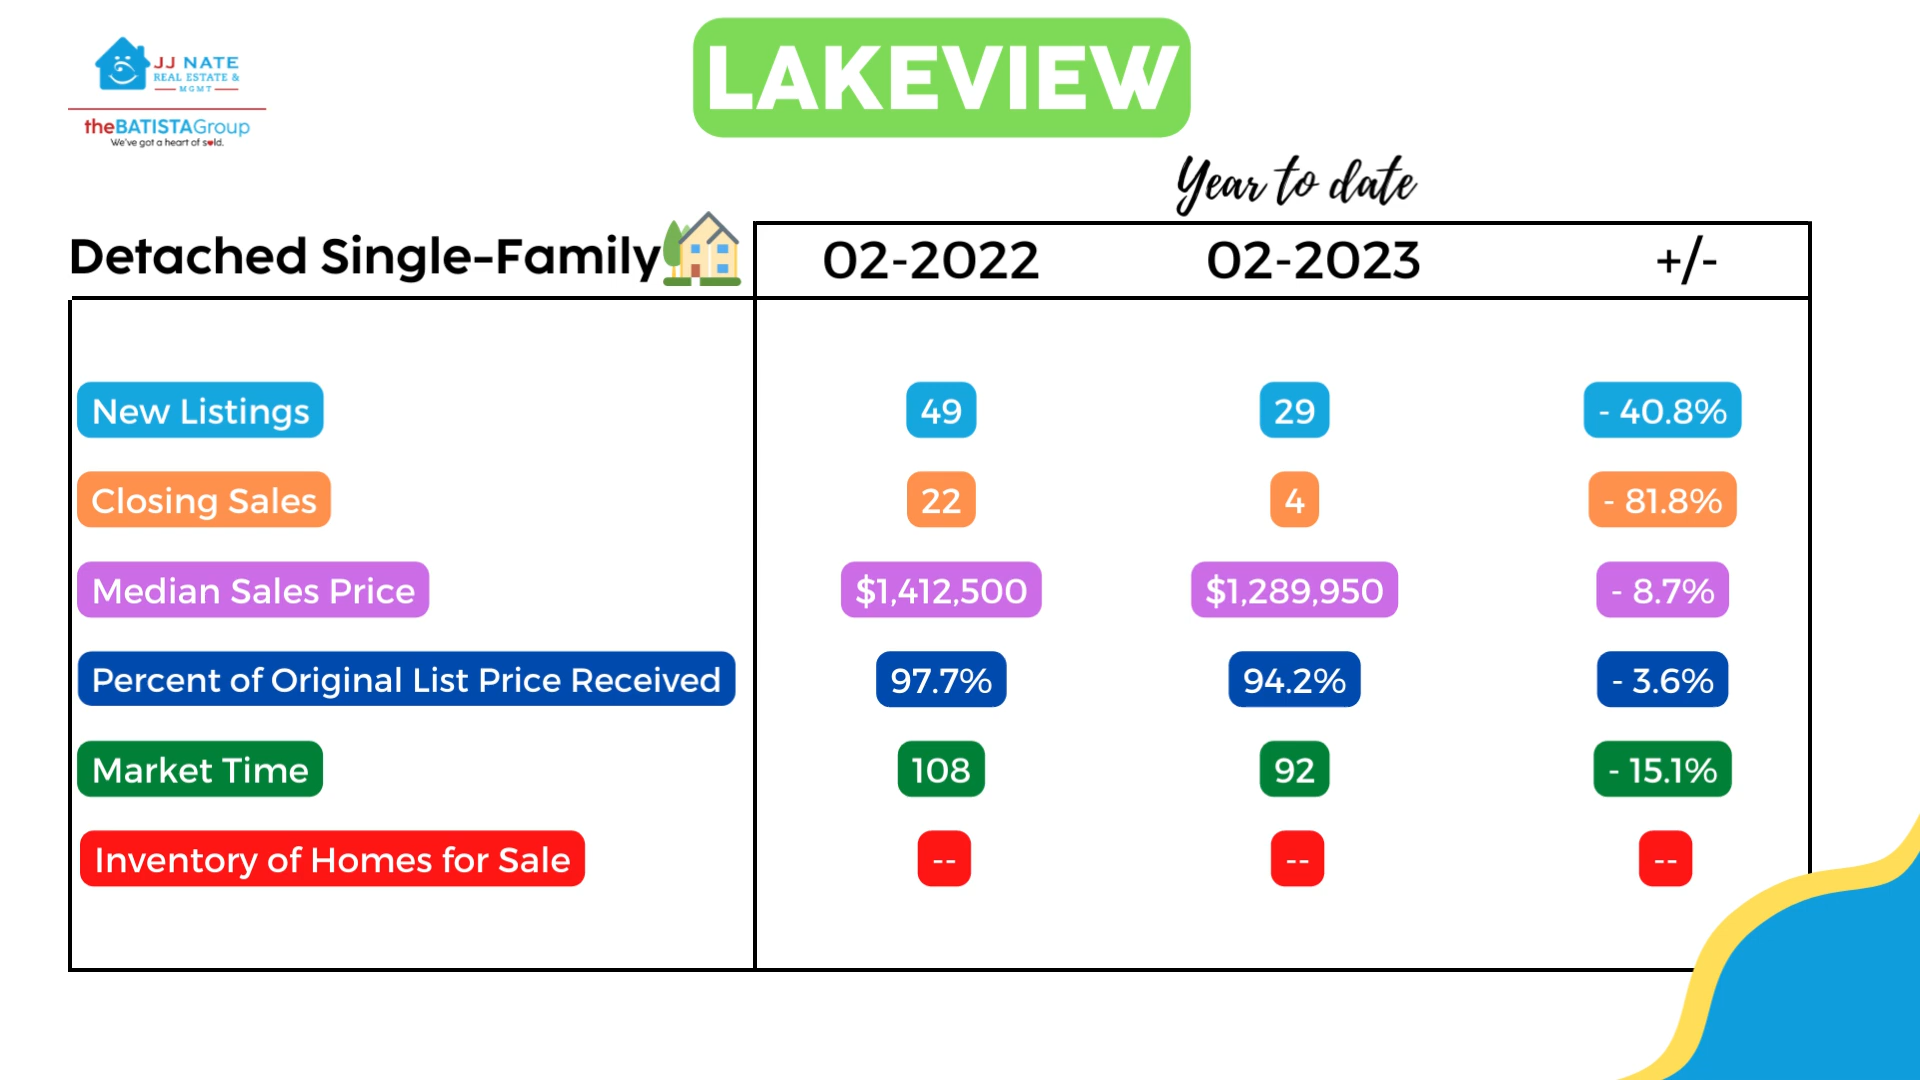 JJ NATE
REAL ESTATE &
MGMT
theBATISTAGroup
We've got a heart of sold.
LAKEVIEW
Year to date
Detached Single-Family 02-2022 02-2023 +/-
New Listings 49 29 - 40.8%
Closing Sales 22 4 - 81.8%
Median Sales Price $1,412,500 $1,289,950 - 8.7%
Percent of Original List Price Received 97.7% 94.2% - 3.6%
Market Time 108 92 - 15.1%
Inventory of Homes for Sale -- -- --